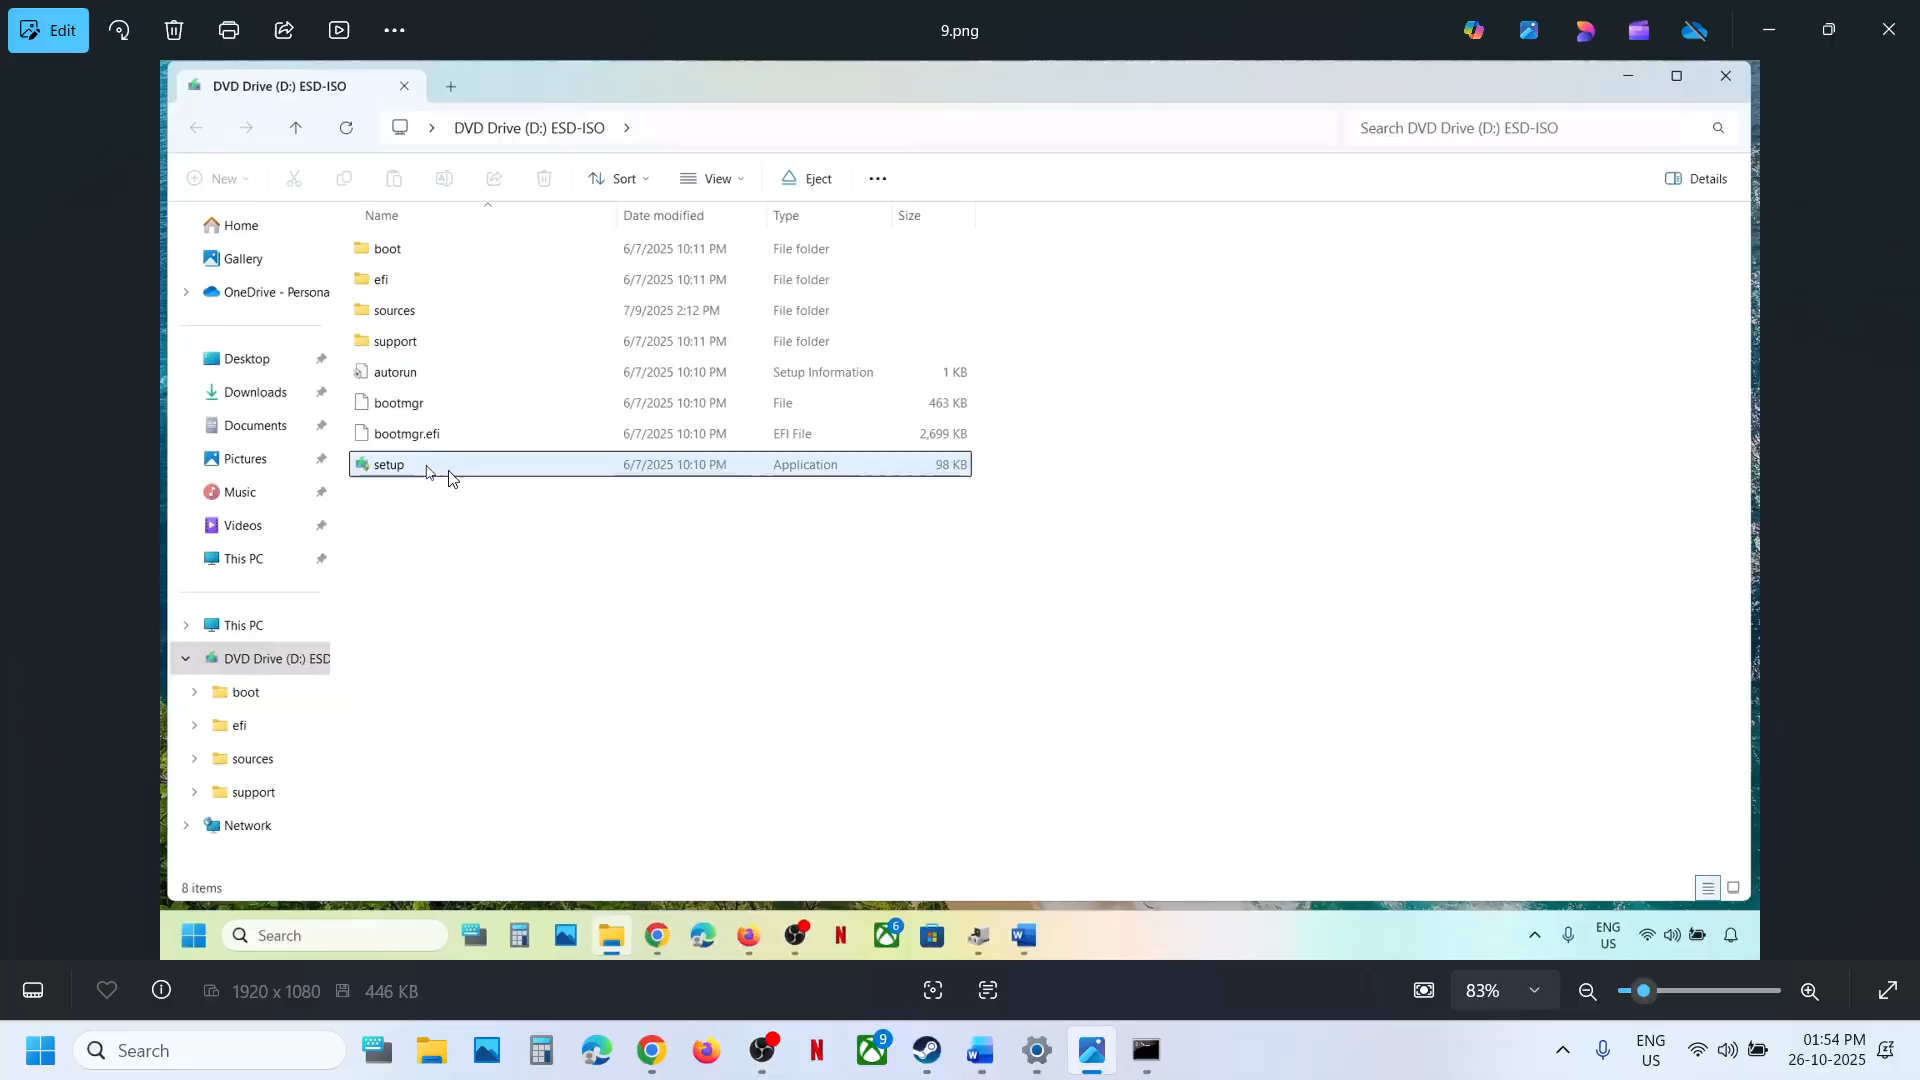 Edit
9.png
DVD Drive (D:) ESD-ISO
DVD Drive (D:) ESD-ISO
Search DVD Drive (D:) ESD-ISO
New
Sort
View
Eject
Details
Name Date modified Type Size
boot 6/7/2025 10:11 PM File folder
efi 6/7/2025 10:11 PM File folder
sources 7/9/2025 2:12 PM File folder
support 6/7/2025 10:11 PM File folder
autorun 6/7/2025 10:10 PM Setup Information 1 KB
bootmgr 6/7/2025 10:10 PM File 463 KB
bootmgr.efi 6/7/2025 10:10 PM EFI File 2,699 KB
setup 6/7/2025 10:10 PM Application 98 KB
Home
Gallery
OneDrive - Persona
Desktop
Downloads
Documents
Pictures
Music
Videos
This PC
This PC
DVD Drive (D:) ESD
boot
efi
sources
support
Network
8 items
Search
N
6
W
ENG
US
1920 x 1080
446 KB
83%
Search
N
9
W
ENG
US
01:54 PM
26-10-2025